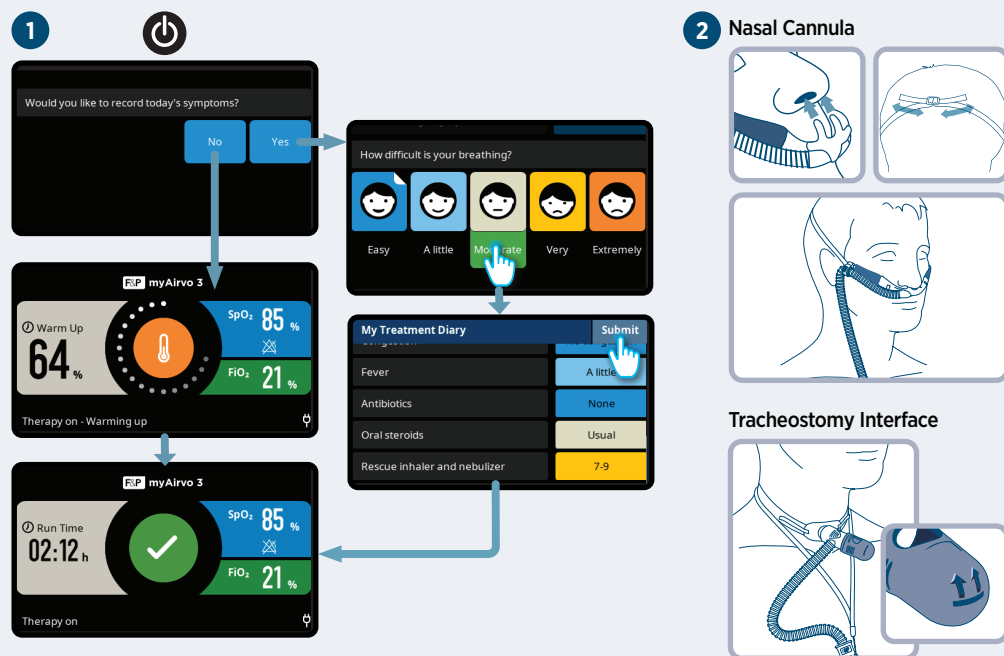 1
Would you like to record today's symptoms?
No
Yes
How difficult is your breathing?
Easy
A little
Moderate
Very
Extremely
F&P myAirvo 3
Warm Up
64 %
SpO₂ 85 %
FiO₂ 21 %
Therapy on - Warming up
My Treatment Diary
Submit
Fever
A little
Antibiotics
None
Oral steroids
Usual
Rescue inhaler and nebulizer
7-9
F&P myAirvo 3
Run Time
02:12 h
SpO₂ 85 %
FiO₂ 21 %
Therapy on
2
Nasal Cannula
Tracheostomy Interface